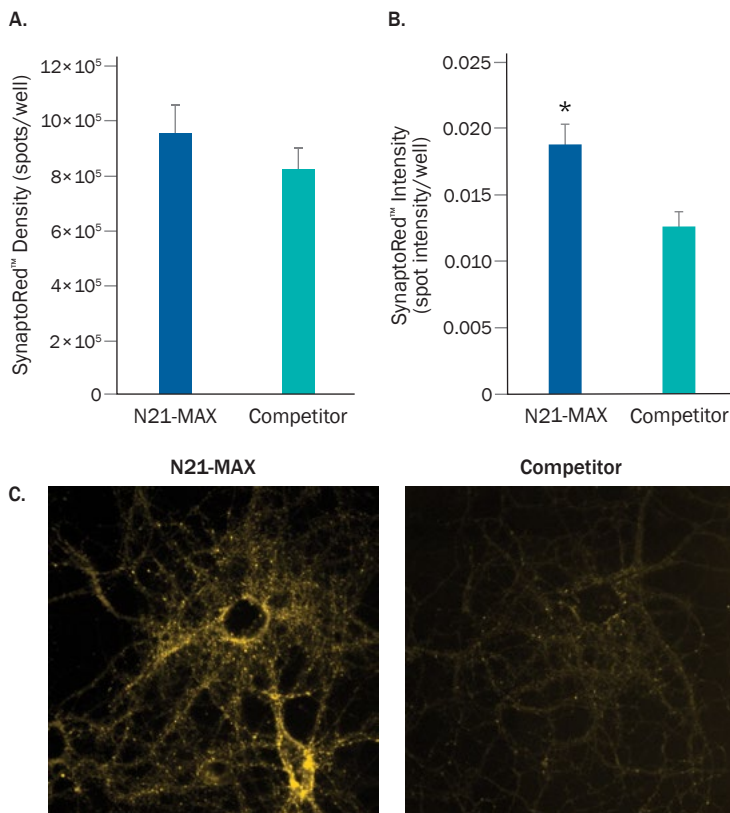 A.
SynaptoRed™ Density (spots/well)
12×10⁵
10×10⁵
8×10⁵
6×10⁵
4×10⁵
2×10⁵
0
N21-MAX
Competitor
B.
SynaptoRed™ Intensity
(spot intensity/well)
0.025
0.020
0.015
0.010
0.005
0
*
N21-MAX
Competitor
C.
N21-MAX
Competitor